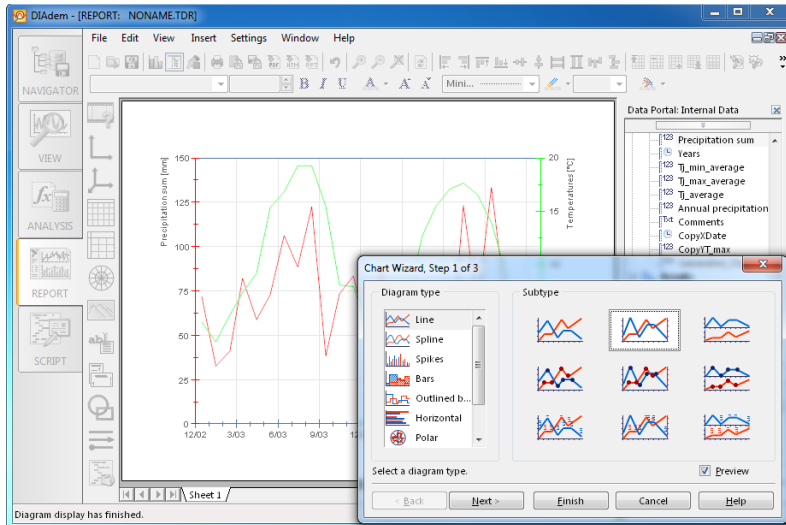 DIAdem - [REPORT: NONAME.TDR]
File Edit View Insert Settings Window Help
NAVIGATOR
VIEW
ANALYSIS
REPORT
SCRIPT
B I U A A A Mini...
Data Portal: Internal Data
Precipitation sum
Years
Tj_min_average
Tj_max_average
Tj_average
Annual precipitation
Comments
CopyXDate
CopyYT_max
Precipitation sum [mm]
150
125
100
75
50
25
0
12/02 3/03 6/03 9/03
20
15
Temperatures [°C]
Chart Wizard, Step 1 of 3
Diagram type
Line
Spline
Spikes
Bars
Outlined b...
Horizontal
Polar
Subtype
Select a diagram type.
Preview
< Back Next > Finish Cancel Help
Sheet 1
Diagram display has finished.